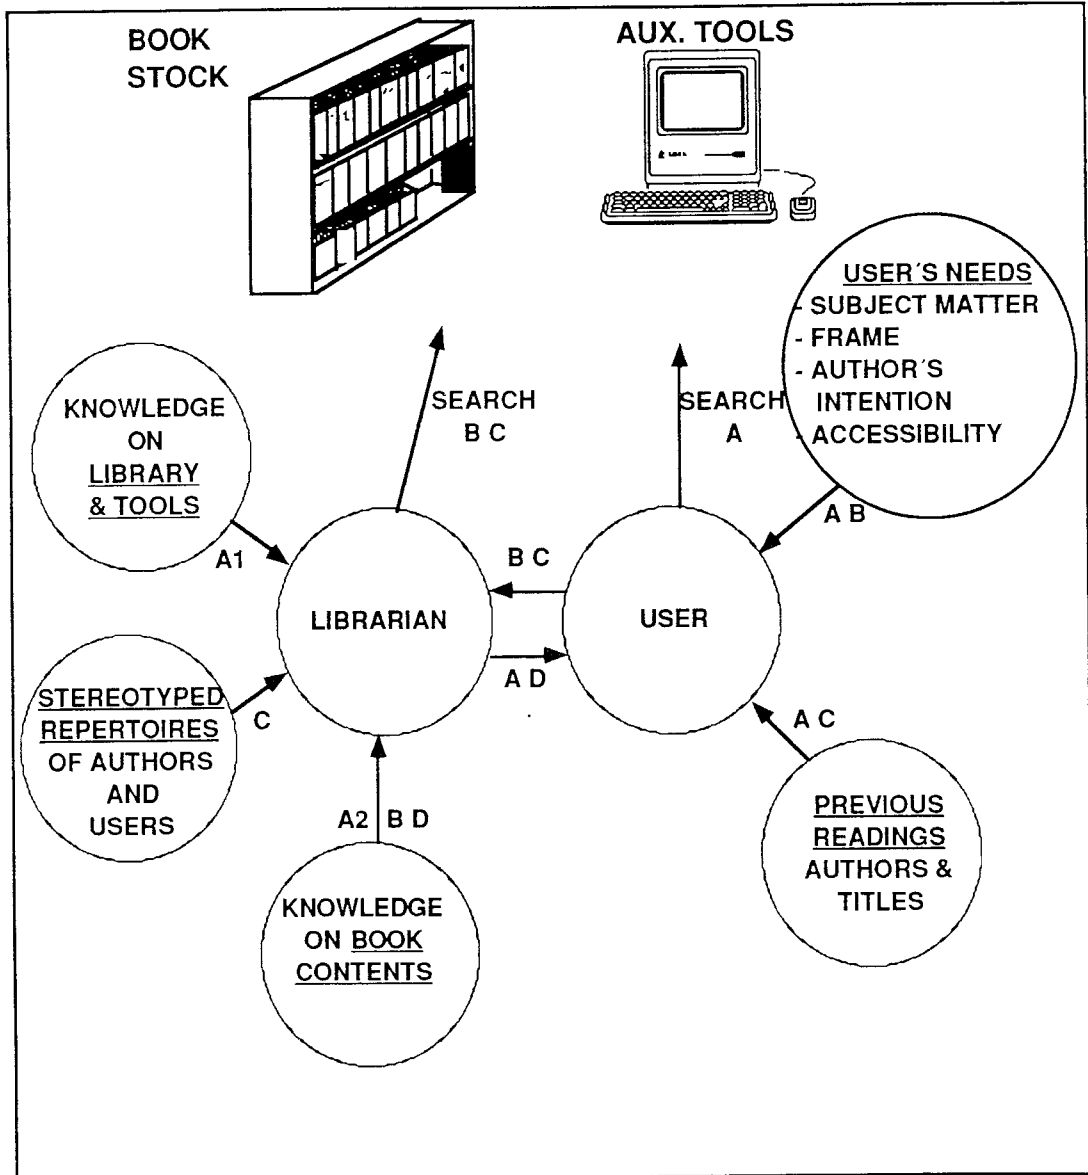 BOOK
STOCK
AUX. TOOLS
USER´S NEEDS
- SUBJECT MATTER
- FRAME
- AUTHOR´S
INTENTION
- ACCESSIBILITY
SEARCH
B C
SEARCH
A
KNOWLEDGE
ON
LIBRARY
& TOOLS
A B
A1
B C
LIBRARIAN
USER
A D
STEREOTYPED
REPERTOIRES
OF AUTHORS
AND
USERS
C
A C
A2 B D
PREVIOUS
READINGS
AUTHORS &
TITLES
KNOWLEDGE
ON BOOK
CONTENTS